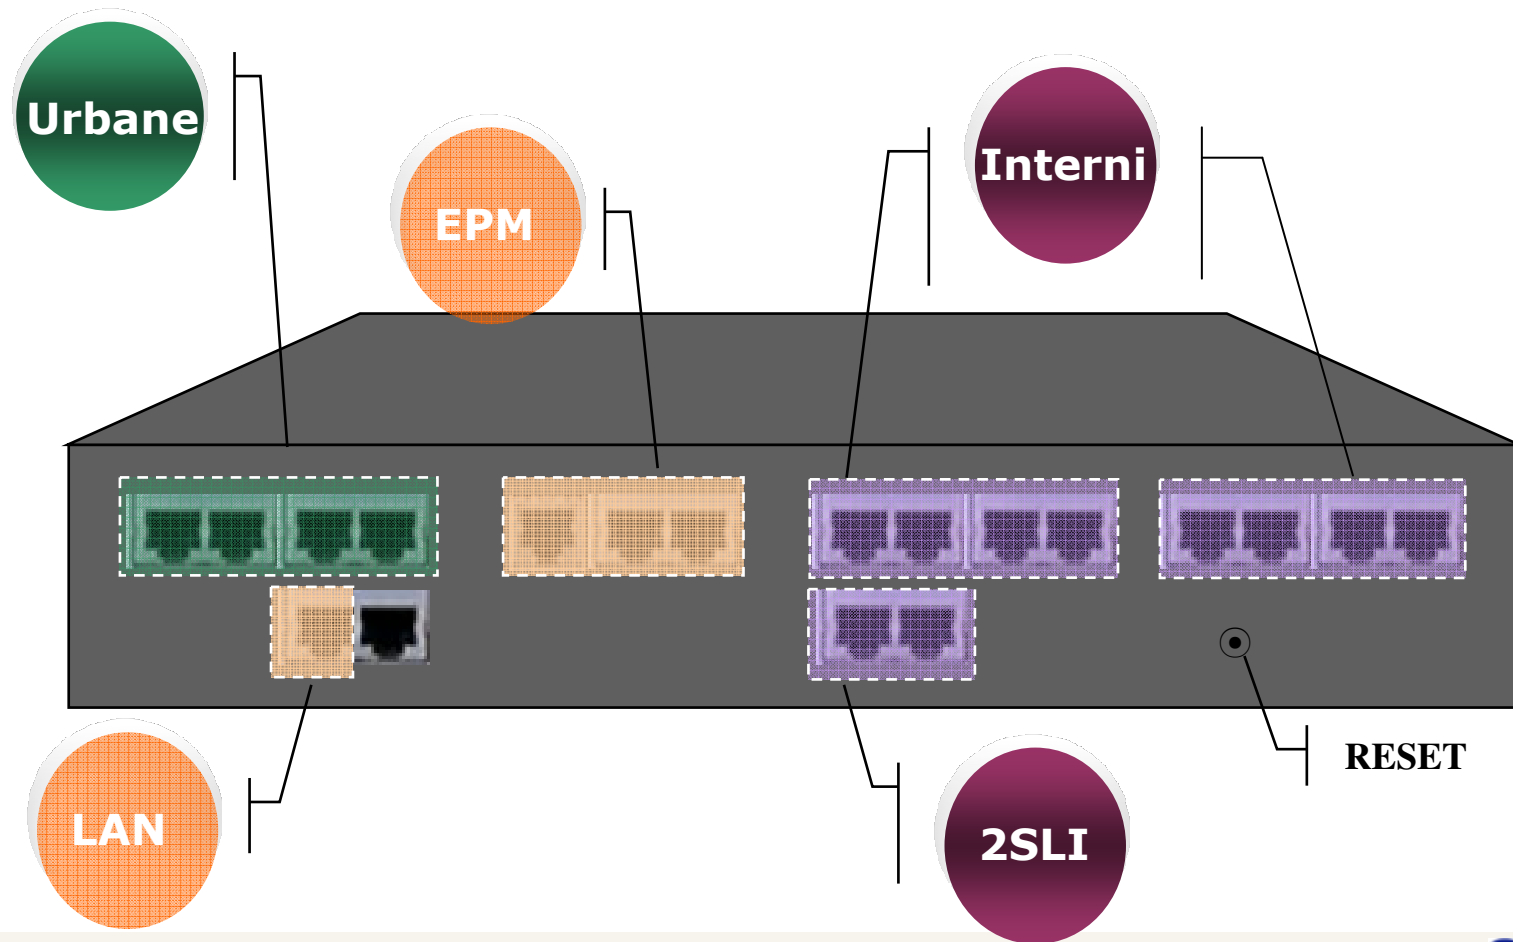 Urbane
EPM
Interni
LAN
2SLI
RESET